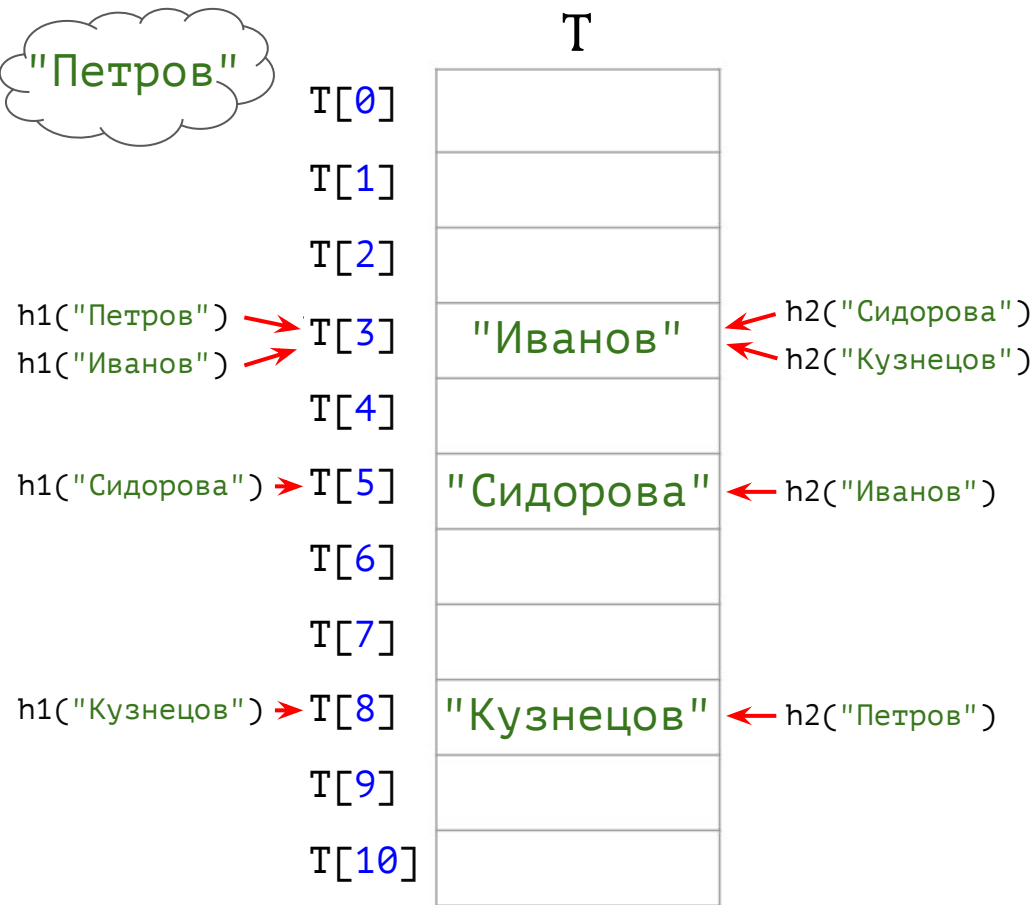 T
"Петров"
T[0]
T[1]
T[2]
h1("Петров")
h1("Иванов")
T[3]
"Иванов"
h2("Сидорова")
h2("Кузнецов")
T[4]
h1("Сидорова")
T[5]
"Сидорова"
h2("Иванов")
T[6]
T[7]
h1("Кузнецов")
T[8]
"Кузнецов"
h2("Петров")
T[9]
T[10]